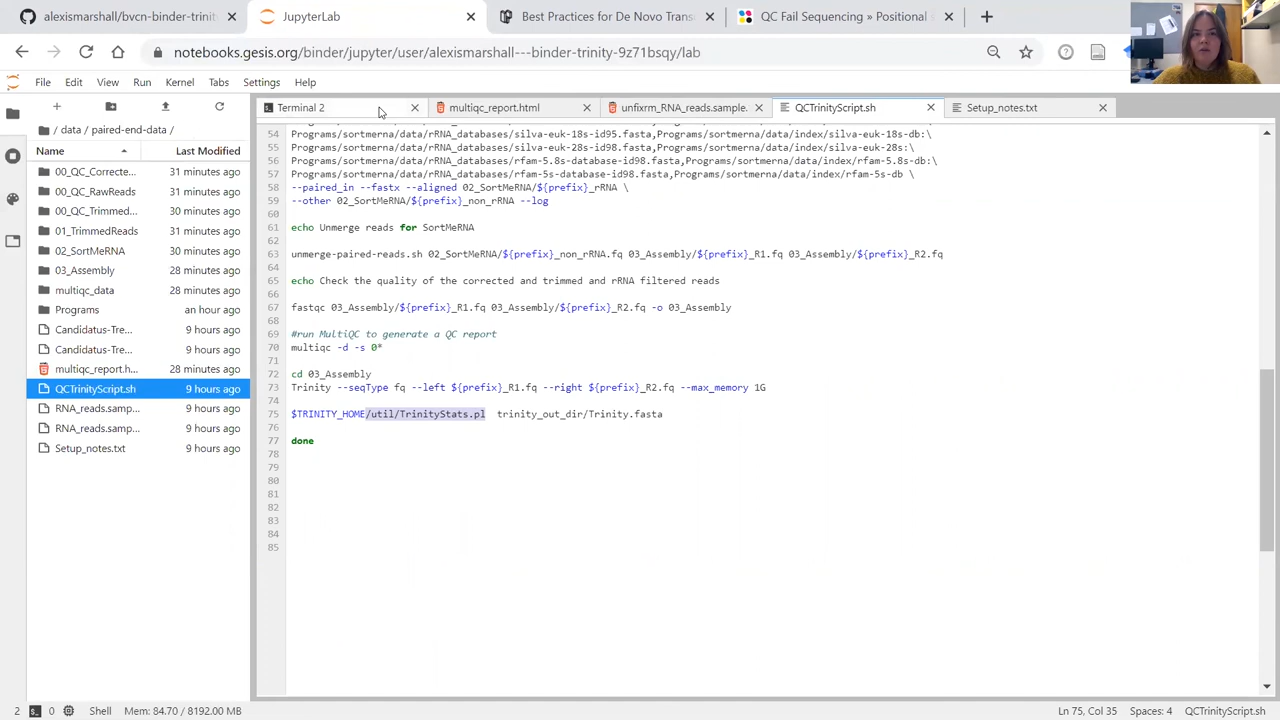 alexismarshall/bvcn-binder-trinit
JupyterLab
Best Practices for De Novo Trans
QC Fail Sequencing » Positional
notebooks.gesis.org/binder/jupyter/user/alexismarshall---binder-trinity-9z71bsqy/lab
File Edit View Run Kernel Tabs Settings Help
Terminal 2
multiqc_report.html
unfixrm_RNA_reads.sample.
QCTrinityScript.sh
Setup_notes.txt
/ data / paired-end-data /
Name Last Modified
00_QC_Correcte... 31 minutes ago
00_QC_RawReads 31 minutes ago
00_QC_Trimmed... 30 minutes ago
01_TrimmedReads 31 minutes ago
02_SortMeRNA 30 minutes ago
03_Assembly 28 minutes ago
multiqc_data 28 minutes ago
Programs an hour ago
Candidatus-Tre... 9 hours ago
Candidatus-Tre... 9 hours ago
multiqc_report.h... 28 minutes ago
QCTrinityScript.sh 9 hours ago
RNA_reads.samp... 9 hours ago
RNA_reads.samp... 9 hours ago
Setup_notes.txt 9 hours ago
54 Programs/sortmerna/data/rRNA_databases/silva-euk-18s-id95.fasta,Programs/sortmerna/data/index/silva-euk-18s-db:\
55 Programs/sortmerna/data/rRNA_databases/silva-euk-28s-id98.fasta,Programs/sortmerna/data/index/silva-euk-28s:\
56 Programs/sortmerna/data/rRNA_databases/rfam-5.8s-database-id98.fasta,Programs/sortmerna/data/index/rfam-5.8s-db:\
57 Programs/sortmerna/data/rRNA_databases/rfam-5s-database-id98.fasta,Programs/sortmerna/data/index/rfam-5s-db \
58 --paired_in --fastx --aligned 02_SortMeRNA/${prefix}_rRNA \
59 --other 02_SortMeRNA/${prefix}_non_rRNA --log
60
61 echo Unmerge reads for SortMeRNA
62
63 unmerge-paired-reads.sh 02_SortMeRNA/${prefix}_non_rRNA.fq 03_Assembly/${prefix}_R1.fq 03_Assembly/${prefix}_R2.fq
64
65 echo Check the quality of the corrected and trimmed and rRNA filtered reads
66
67 fastqc 03_Assembly/${prefix}_R1.fq 03_Assembly/${prefix}_R2.fq -o 03_Assembly
68
69 #run MultiQC to generate a QC report
70 multiqc -d -s 0*
71
72 cd 03_Assembly
73 Trinity --seqType fq --left ${prefix}_R1.fq --right ${prefix}_R2.fq --max_memory 1G
74
75 $TRINITY_HOME/util/TrinityStats.pl trinity_out_dir/Trinity.fasta
76
77 done
78
79
80
81
82
83
84
85
2 0 Shell Mem: 84.70 / 8192.00 MB Ln 75, Col 35 Spaces: 4 QCTrinityScript.sh